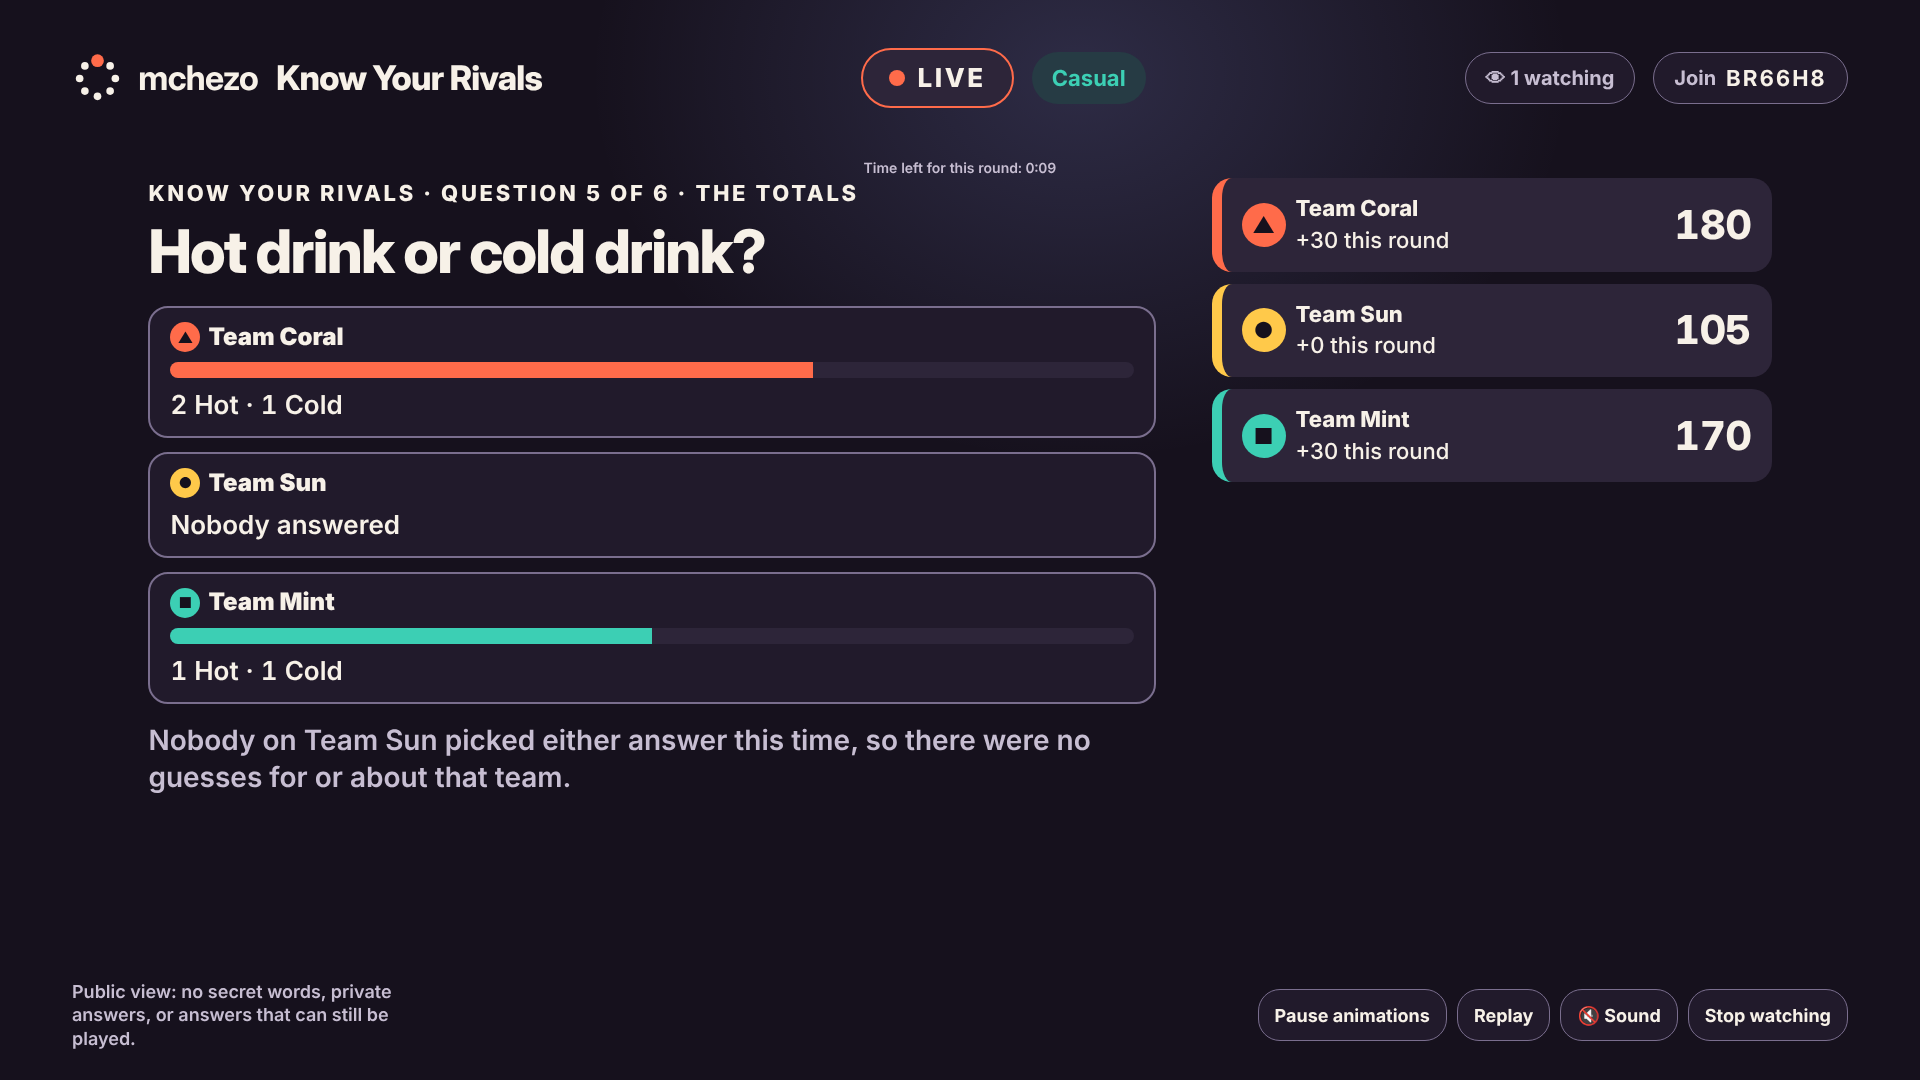 mchezo Know Your Rivals
LIVE
Casual
1 watching
Join BR66H8
Time left for this round: 0:09
KNOW YOUR RIVALS · QUESTION 5 OF 6 · THE TOTALS
Hot drink or cold drink?
Team Coral
2 Hot · 1 Cold
Team Sun
Nobody answered
Team Mint
1 Hot · 1 Cold
Nobody on Team Sun picked either answer this time, so there were no
guesses for or about that team.
Team Coral
+30 this round
180
Team Sun
+0 this round
105
Team Mint
+30 this round
170
Public view: no secret words, private
answers, or answers that can still be
played.
Pause animations
Replay
Sound
Stop watching